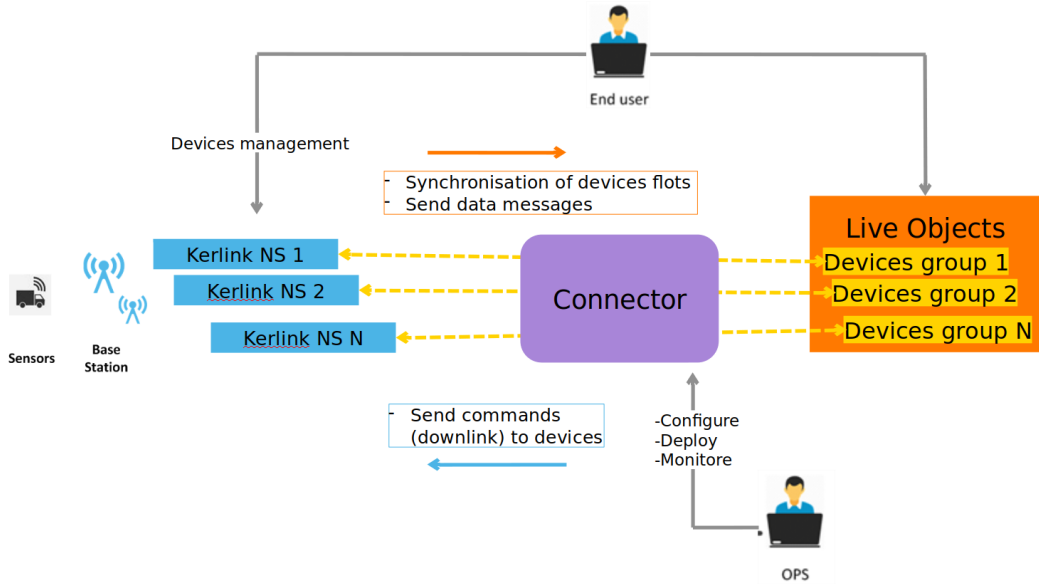 End user
Devices management
- Synchronisation of devices flots
- Send data messages
Live Objects
Kerlink NS 1
Devices group 1
Kerlink NS 2
Connector
Devices group 2
Kerlink NS N
Devices group N
Sensors
Base
Station
- Send commands
(downlink) to devices
-Configure
-Deploy
-Monitore
OPS